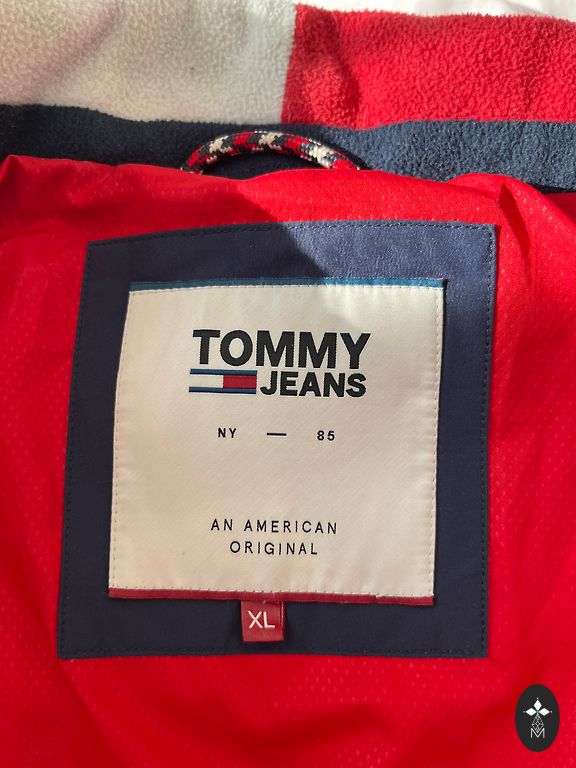 TOMMY
JEANS
NY — 85
AN AMERICAN
ORIGINAL
XL